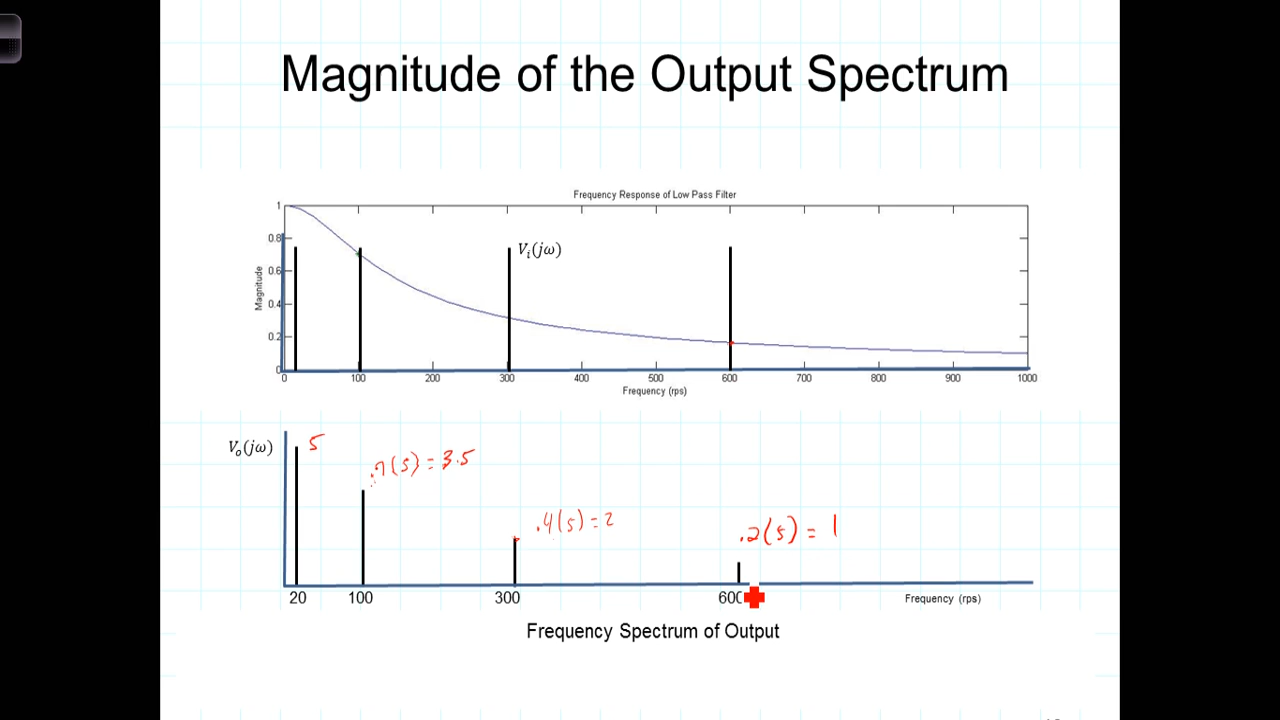 Magnitude of the Output Spectrum
Frequency Response of Low Pass Filter
1
0.8
0.6
0.4
0.2
0
Magnitude
Vᵢ(jω)
0 100 200 300 400 500 600 700 800 900 1000
Frequency (rps)
Vₒ(jω)
5
.7(5) = 3.5
.4(5) = 2
.2(5) = 1
20 100 300 600 Frequency (rps)
Frequency Spectrum of Output